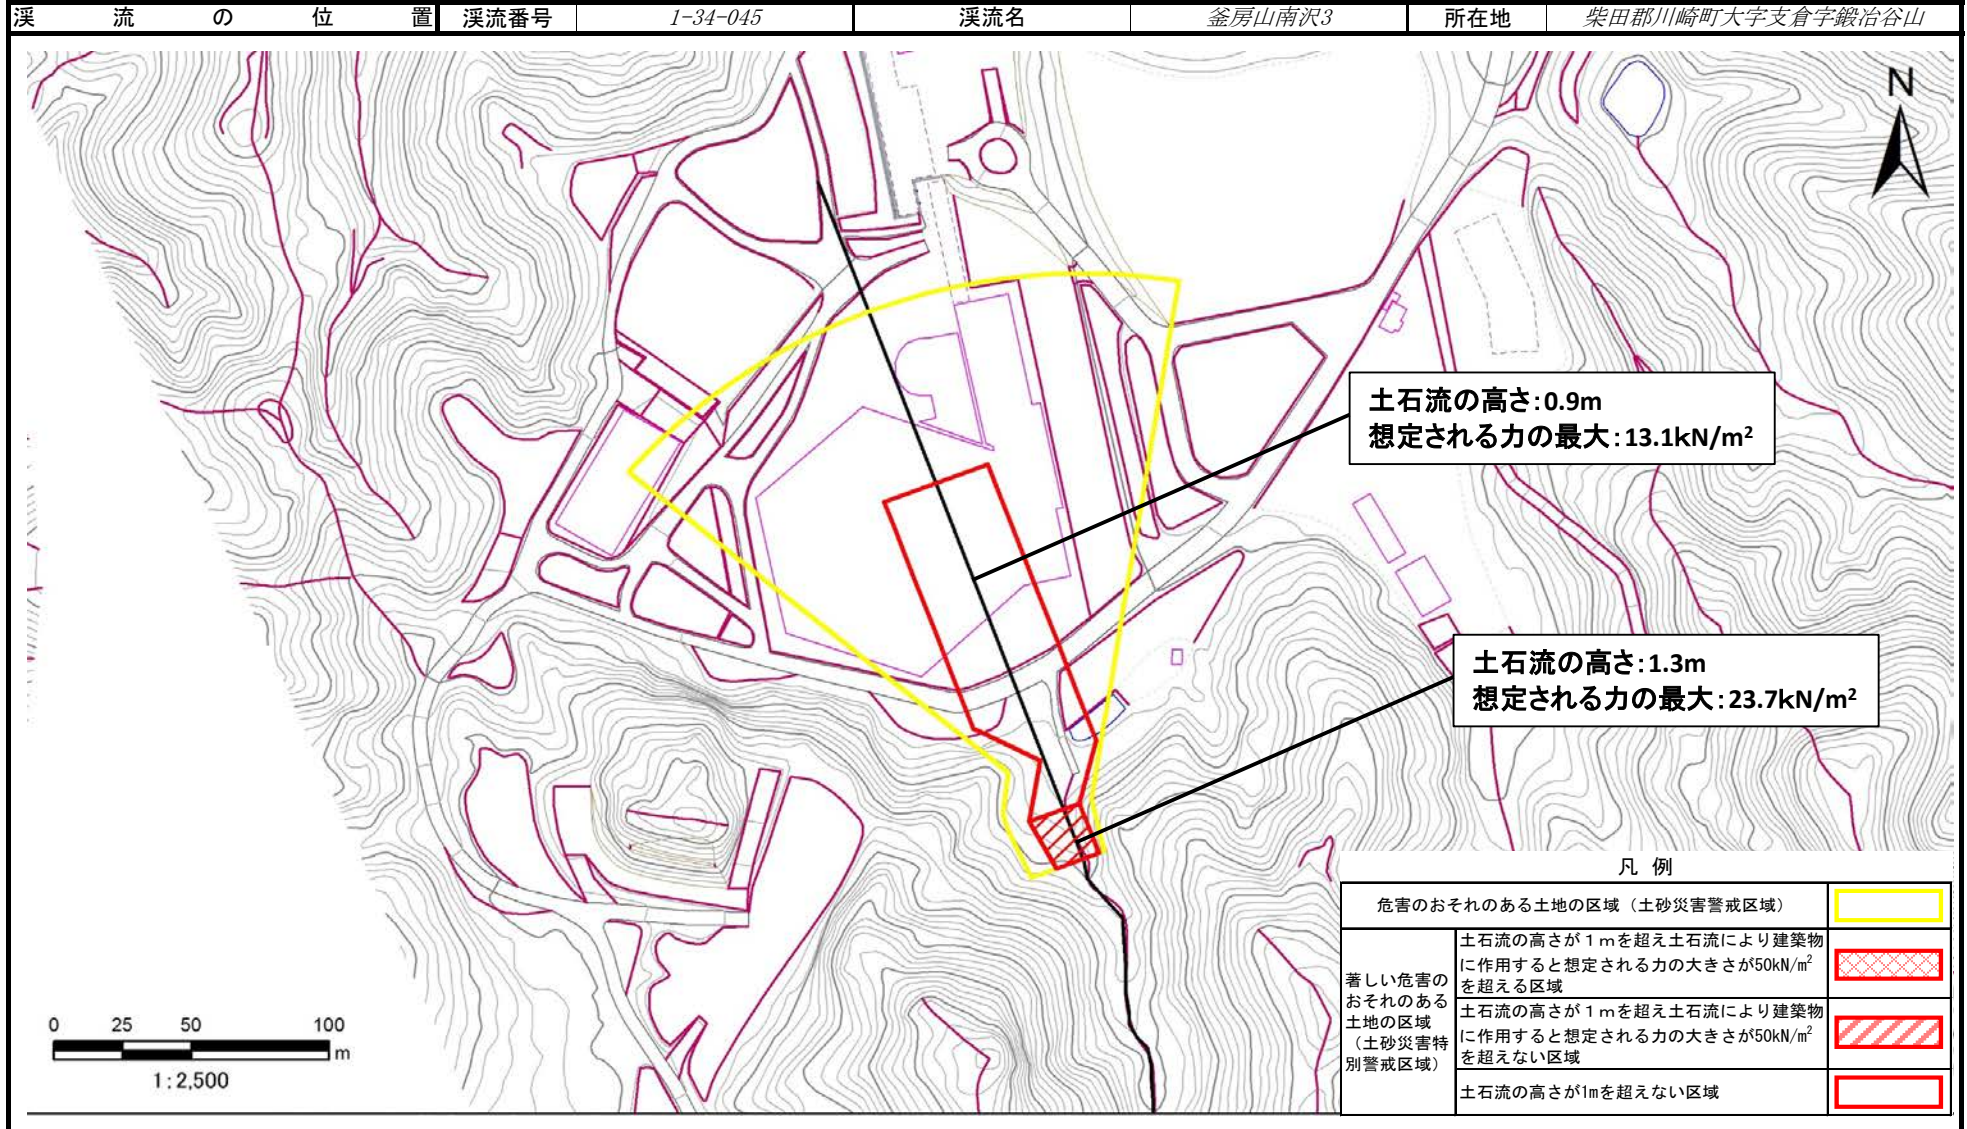 渓流の位置 渓流番号 1-34-045 渓流名 釜房山南沢3 所在地 柴田郡川崎町大字支倉字鍛冶谷山
N
土石流の高さ:0.9m
想定される力の最大:13.1kN/m²
土石流の高さ:1.3m
想定される力の最大:23.7kN/m²
凡 例
危害のおそれのある土地の区域（土砂災害警戒区域）
著しい危害の
おそれのある
土地の区域
（土砂災害特
別警戒区域）
土石流の高さが１ｍを超え土石流により建築物
に作用すると想定される力の大きさが50kN/m²
を超える区域
土石流の高さが１ｍを超え土石流により建築物
に作用すると想定される力の大きさが50kN/m²
を超えない区域
土石流の高さが1mを超えない区域
0 25 50 100
m
1:2,500